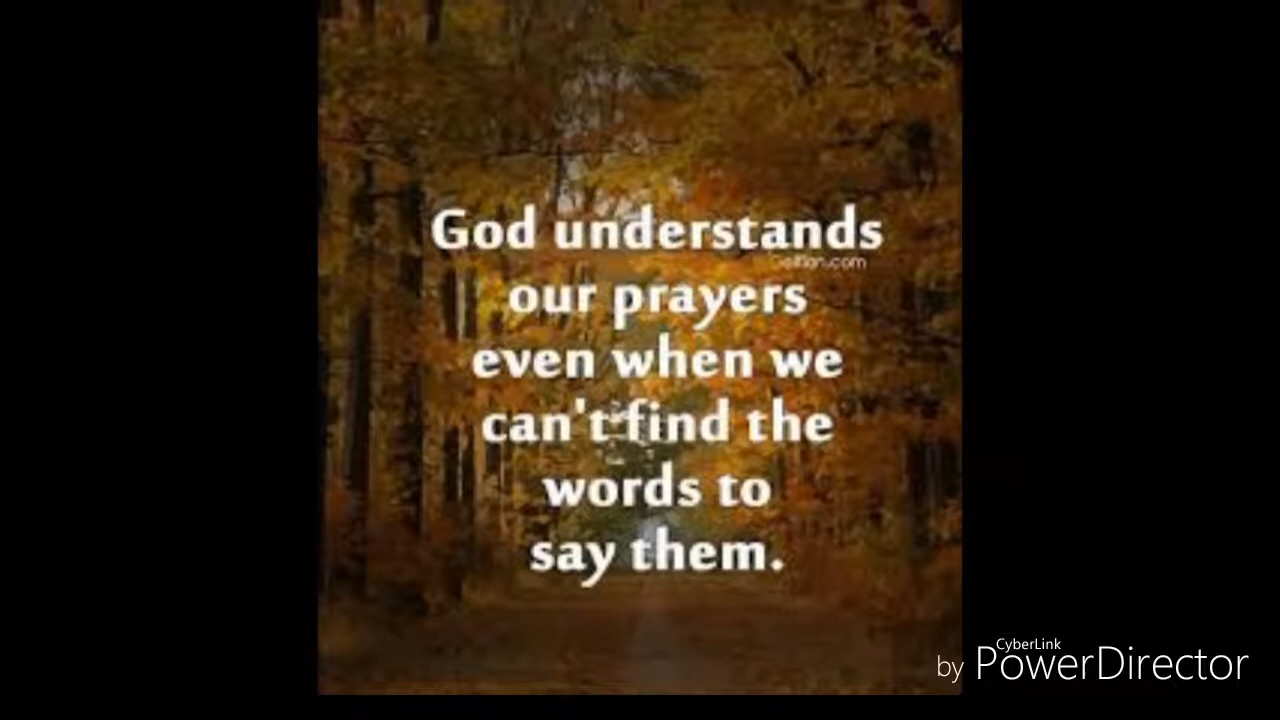 God understands
our prayers
even when we
can't find the
words to
say them.
CyberLink
by PowerDirector